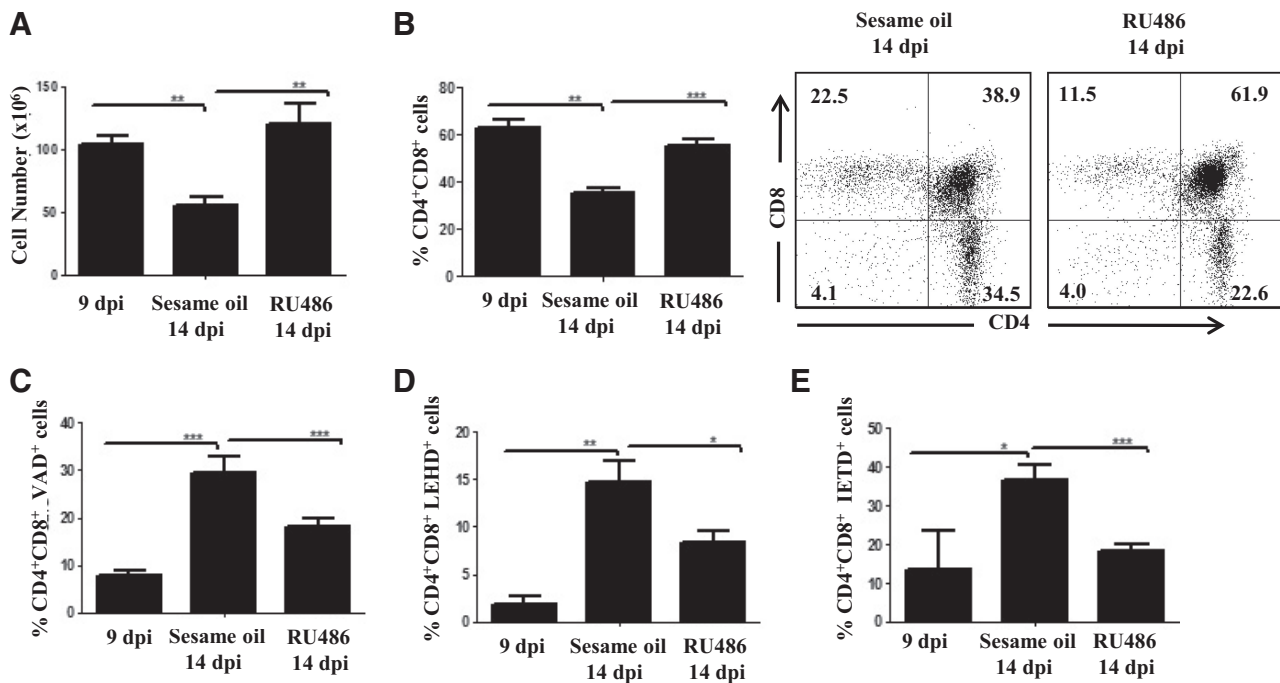 A
Cell Number (x10⁶)
150
100
50
0
**
**
9 dpi
Sesame oil
14 dpi
RU486
14 dpi
B
% CD4⁺CD8⁺ cells
80
60
40
20
0
**
***
9 dpi
Sesame oil
14 dpi
RU486
14 dpi
Sesame oil
14 dpi
22.5
38.9
4.1
34.5
RU486
14 dpi
11.5
61.9
4.0
22.6
CD8
CD4
C
% CD4⁺CD8⁺ VAD⁺ cells
40
30
20
10
0
***
***
9 dpi
Sesame oil
14 dpi
RU486
14 dpi
D
% CD4⁺CD8⁺ LEHD⁺ cells
20
15
10
5
0
**
*
9 dpi
Sesame oil
14 dpi
RU486
14 dpi
E
% CD4⁺CD8⁺ IETD⁺ cells
50
40
30
20
10
0
*
***
9 dpi
Sesame oil
14 dpi
RU486
14 dpi